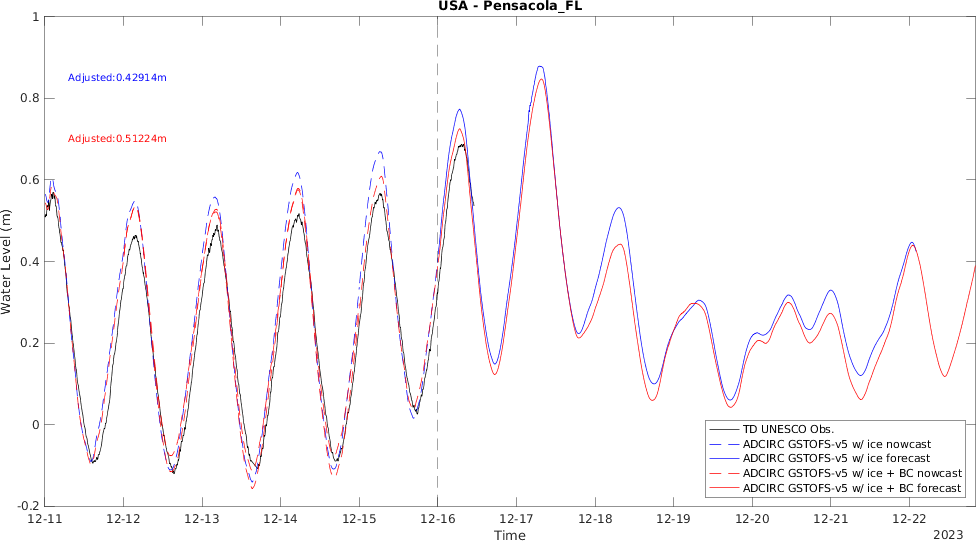 USA - Pensacola_FL
1
0.8
0.6
0.4
0.2
0
-0.2
Water Level (m)
Adjusted:0.42914m
Adjusted:0.51224m
TD UNESCO Obs.
ADCIRC GSTOFS-v5 w/ ice nowcast
ADCIRC GSTOFS-v5 w/ ice forecast
ADCIRC GSTOFS-v5 w/ ice + BC nowcast
ADCIRC GSTOFS-v5 w/ ice + BC forecast
12-11 12-12 12-13 12-14 12-15 12-16 12-17 12-18 12-19 12-20 12-21 12-22
Time
2023